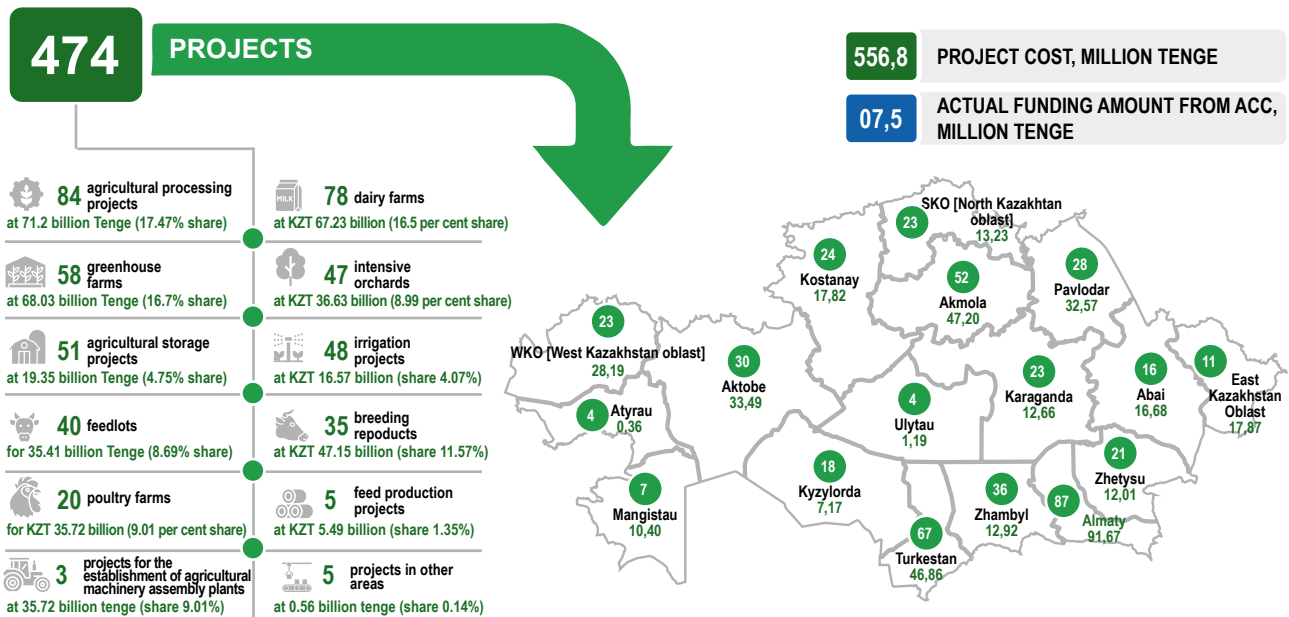 474
PROJECTS
556,8
PROJECT COST, MILLION TENGE
07,5
ACTUAL FUNDING AMOUNT FROM ACC,
MILLION TENGE
84
agricultural processing
projects
at 71.2 billion Tenge (17.47% share)
MILK
78
dairy farms
at KZT 67.23 billion (16.5 per cent share)
58
greenhouse
farms
at 68.03 billion Tenge (16.7% share)
47
intensive
orchards
at KZT 36.63 billion (8.99 per cent share)
51
agricultural storage
projects
at 19.35 billion Tenge (4.75% share)
48
irrigation
projects
at KZT 16.57 billion (share 4.07%)
40
feedlots
for 35.41 billion Tenge (8.69% share)
35
breeding
repoducts
at KZT 47.15 billion (share 11.57%)
20
poultry farms
for KZT 35.72 billion (9.01 per cent share)
5
feed production
projects
at KZT 5.49 billion (share 1.35%)
3
projects for the
establishment of agricultural
machinery assembly plants
at 35.72 billion tenge (share 9.01%)
5
projects in other
areas
at 0.56 billion tenge (share 0.14%)
23
SKO [North Kazakhtan
oblast]
13,23
24
Kostanay
17,82
52
Akmola
47,20
28
Pavlodar
32,57
23
WKO [West Kazakhstan oblast]
28,19
30
Aktobe
33,49
4
Atyrau
0,36
4
Ulytau
1,19
23
Karaganda
12,66
16
Abai
16,68
11
East
Kazakhstan
Oblast
17,87
7
Mangistau
10,40
18
Kyzylorda
7,17
67
Turkestan
46,86
36
Zhambyl
12,92
87
Almaty
91,67
21
Zhetysu
12,01